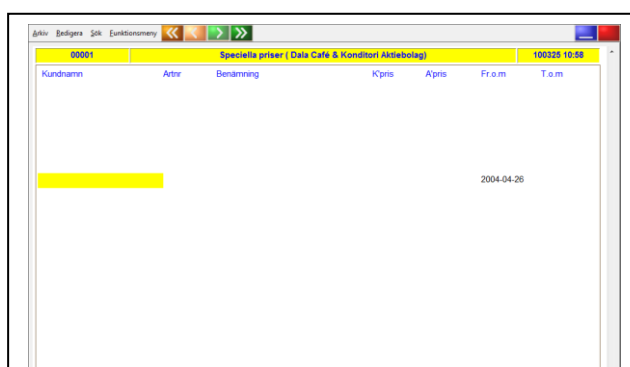 Arkiv Redigera Sök Funktionsmeny
00001 Speciella priser ( Dala Café & Konditori Aktiebolag) 100325 10:58
Kundnamn Artnr Benämning K'pris A'pris Fr.o.m T.o.m
2004-04-26